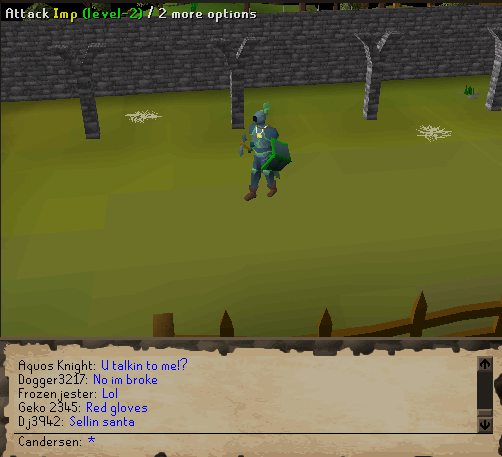 Attack Imp (level-2) / 2 more options
Aquos Knight: U talkin to me!?
Dogger3217: No im broke
Frozen jester: Lol
Geko 2345: Red gloves
Dj3942: Sellin santa
Candersen: *